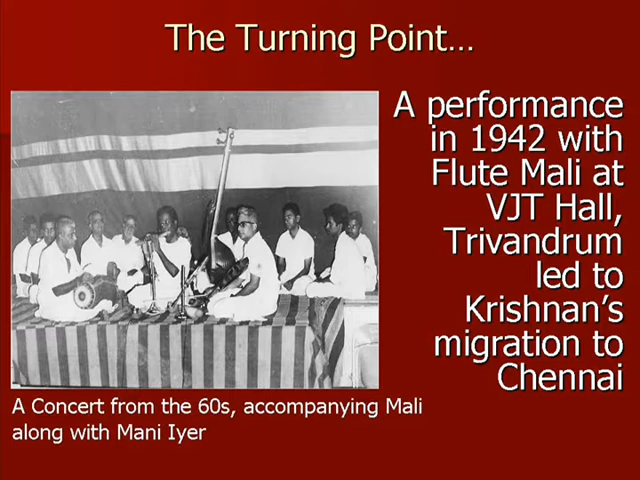 The Turning Point...
A performance
in 1942 with
Flute Mali at
VJT Hall,
Trivandrum
led to
Krishnan's
migration to
Chennai
A Concert from the 60s, accompanying Mali
along with Mani Iyer